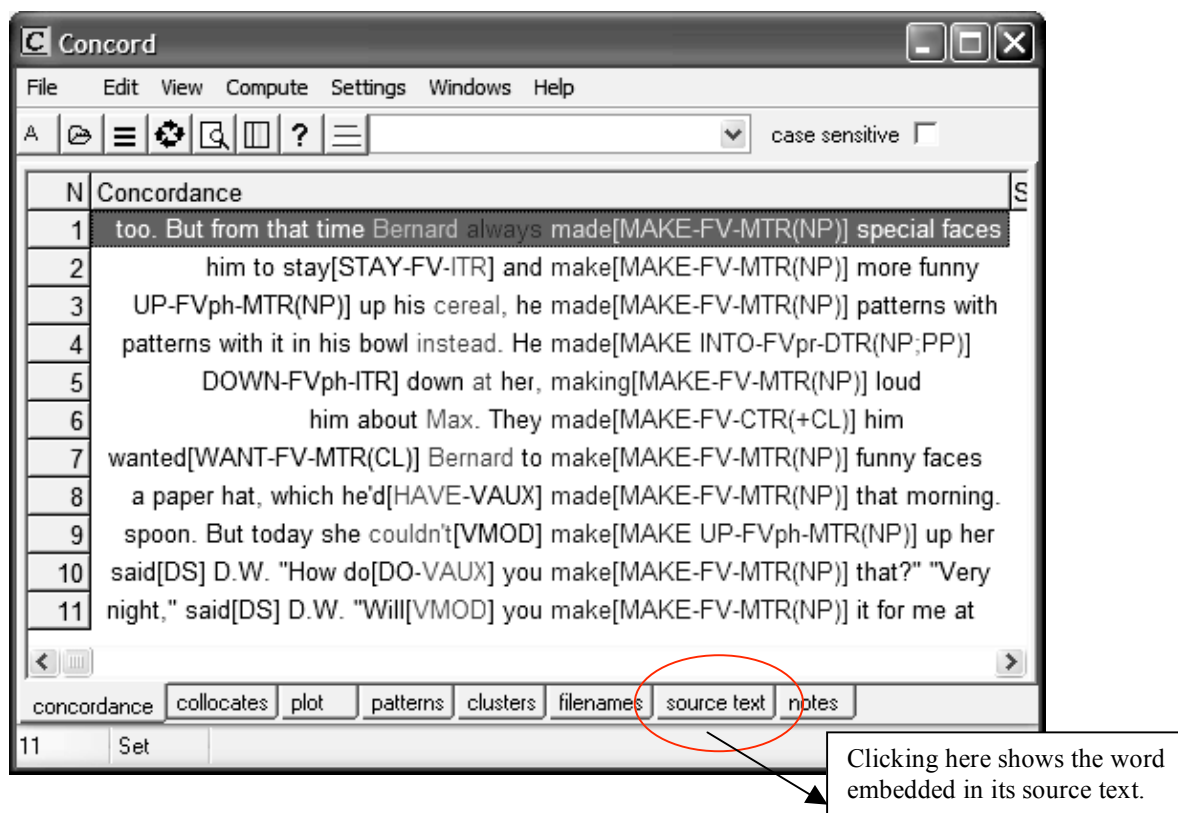 C Concord
File Edit View Compute Settings Windows Help
A ? case sensitive
N Concordance S
1 too. But from that time Bernard always made[MAKE-FV-MTR(NP)] special faces
2 him to stay[STAY-FV-ITR] and make[MAKE-FV-MTR(NP)] more funny
3 UP-FVph-MTR(NP)] up his cereal, he made[MAKE-FV-MTR(NP)] patterns with
4 patterns with it in his bowl instead. He made[MAKE INTO-FVpr-DTR(NP;PP)]
5 DOWN-FVph-ITR] down at her, making[MAKE-FV-MTR(NP)] loud
6 him about Max. They made[MAKE-FV-CTR(+CL)] him
7 wanted[WANT-FV-MTR(CL)] Bernard to make[MAKE-FV-MTR(NP)] funny faces
8 a paper hat, which he'd[HAVE-VAUX] made[MAKE-FV-MTR(NP)] that morning.
9 spoon. But today she couldn't[VMOD] make[MAKE UP-FVph-MTR(NP)] up her
10 said[DS] D.W. "How do[DO-VAUX] you make[MAKE-FV-MTR(NP)] that?" "Very
11 night," said[DS] D.W. "Will[VMOD] you make[MAKE-FV-MTR(NP)] it for me at
concordance collocates plot patterns clusters filenames source text notes
11 Set
Clicking here shows the word
embedded in its source text.